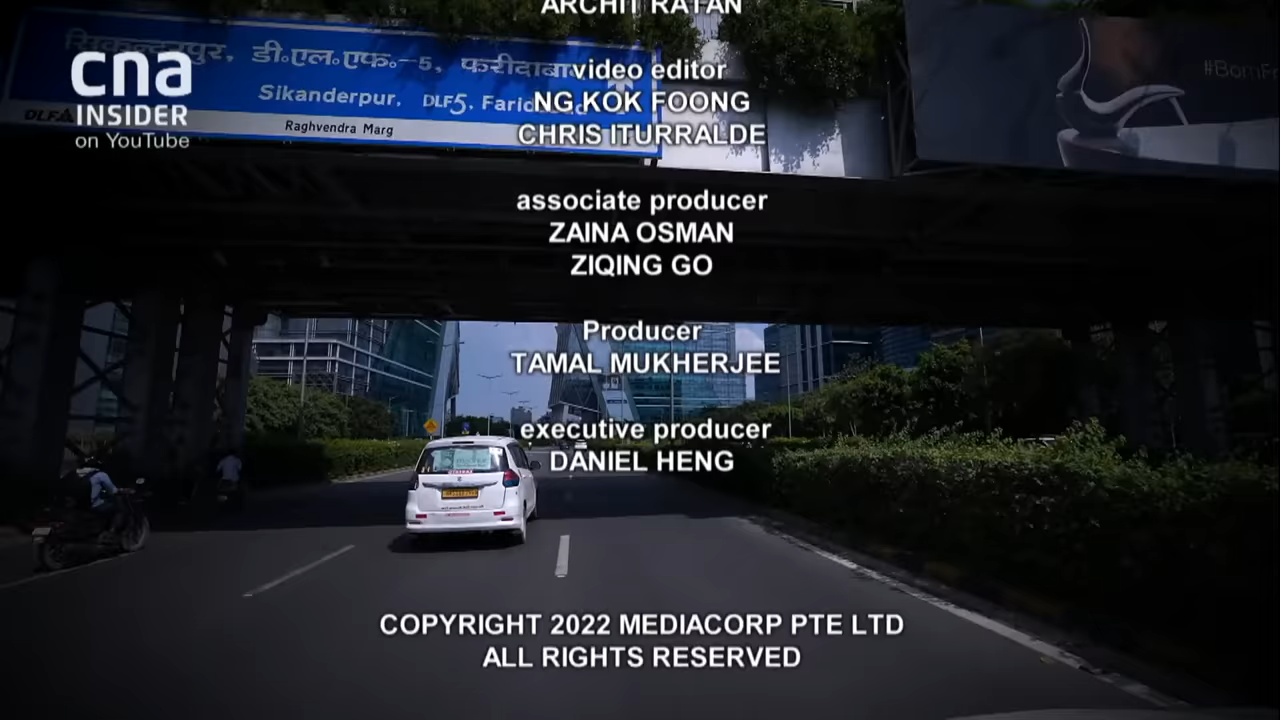 ARCHIT RATAN
सिकन्दरपुर, डी॰एल॰एफ॰-5, फरीदाबाद
cna
INSIDER
on YouTube
Sikanderpur, DLF5, Faridabad
DLF
Raghvendra Marg
video editor
NG KOK FOONG
CHRIS ITURRALDE
associate producer
ZAINA OSMAN
ZIQING GO
Producer
TAMAL MUKHERJEE
executive producer
DANIEL HENG
COPYRIGHT 2022 MEDIACORP PTE LTD
ALL RIGHTS RESERVED